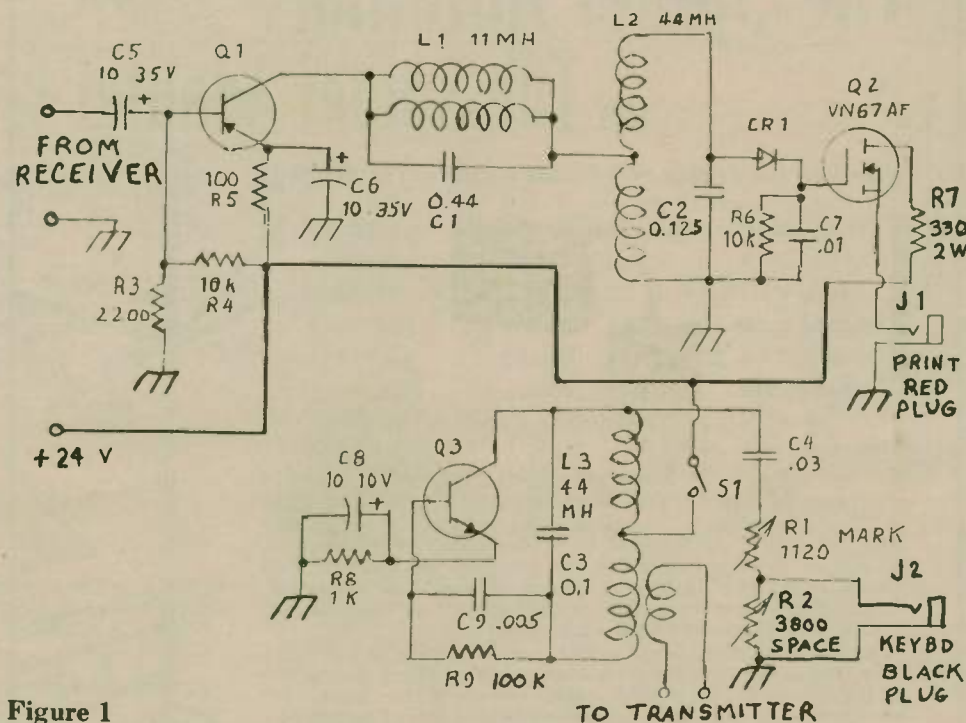 C5
10 35V
+
Q1
L1 11MH
L2 44MH
Q2
VN67AF
CR1
FROM
RECEIVER
100
R5
+
C6
10 35V
0.44
C1
C2
0.125
R6
10K
C7
.01
R7
330
2W
R3
2200
10K
R4
J1
PRINT
RED
PLUG
+24 V
Q3
C8
10 10V
+
L3
44
MH
S1
C4
.03
R1
1120
MARK
R8
1K
C3
0.1
J2
R2
3800
SPACE
C9 .005
KEYBD
BLACK
PLUG
R9 100K
Figure 1
TO TRANSMITTER